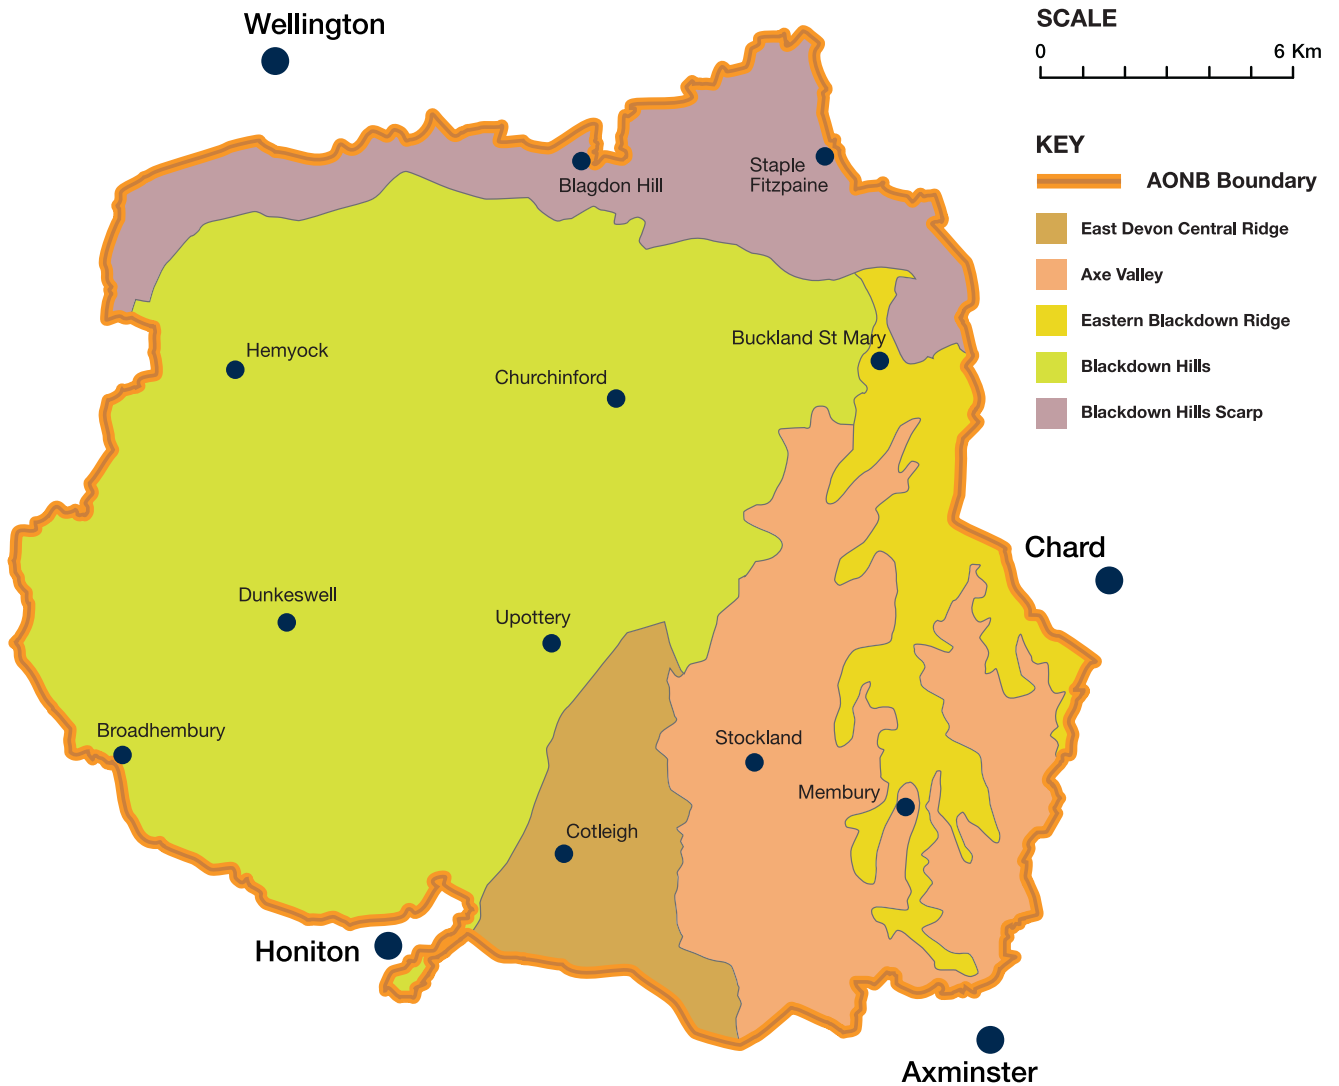 Wellington
SCALE
0 6 Km
KEY
AONB Boundary
East Devon Central Ridge
Axe Valley
Eastern Blackdown Ridge
Blackdown Hills
Blackdown Hills Scarp
Staple
Fitzpaine
Blagdon Hill
Buckland St Mary
Hemyock
Churchinford
Chard
Dunkeswell
Upottery
Broadhembury
Stockland
Membury
Cotleigh
Honiton
Axminster